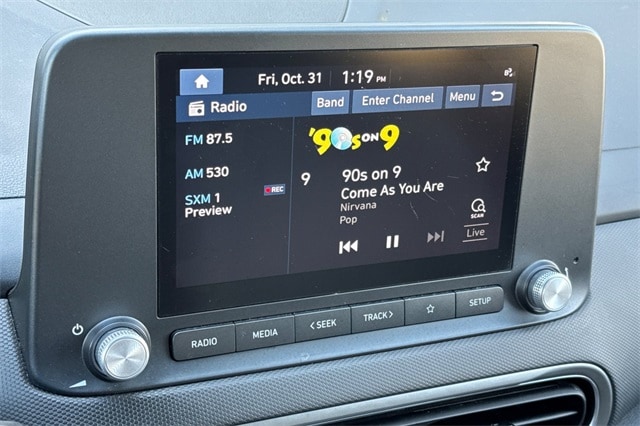 Fri, Oct. 31 1:19 PM
Radio Band Enter Channel Menu
FM 87.5
AM 530
SXM 1
Preview
REC
'90s ON 9
9 90s on 9
Come As You Are
Nirvana
Pop
SCAN
Live
RADIO MEDIA < SEEK TRACK > SETUP